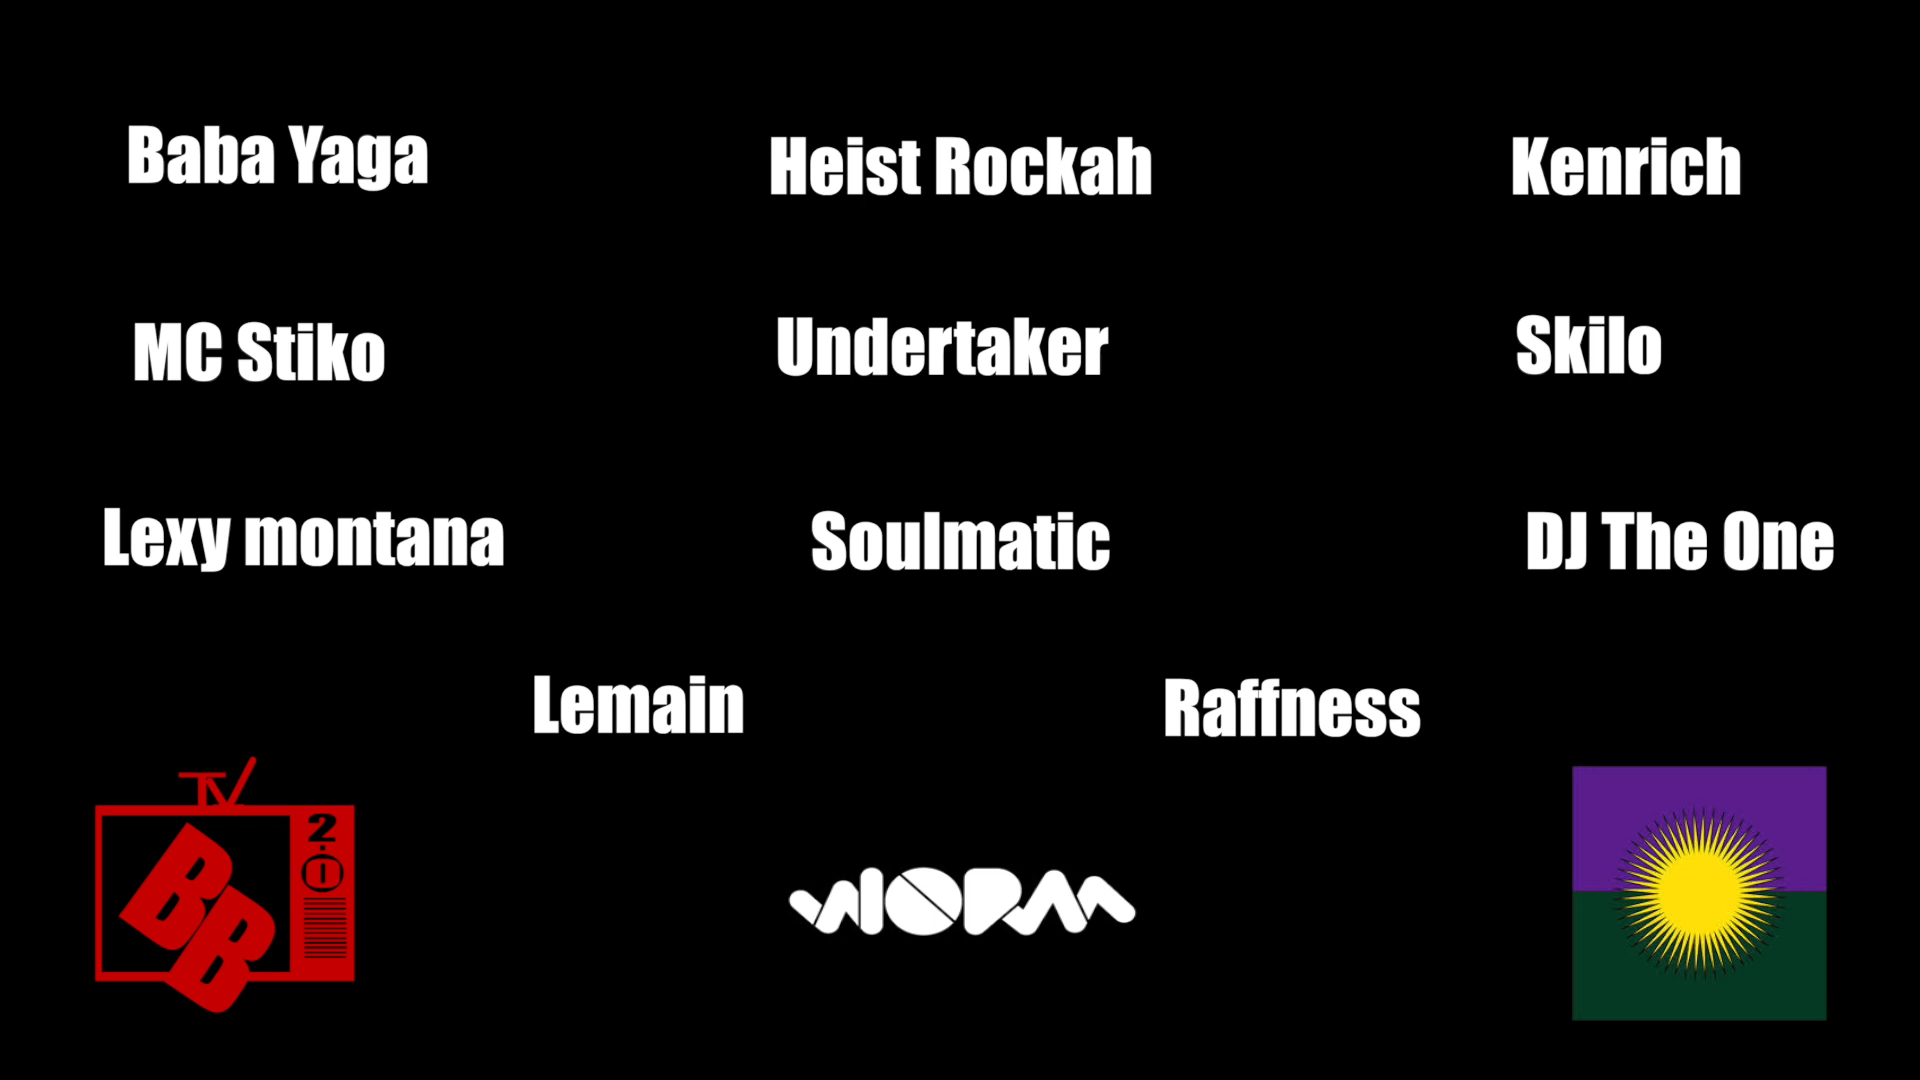 Baba Yaga
Heist Rockah
Kenrich
MC Stiko
Undertaker
Skilo
Lexy montana
Soulmatic
DJ The One
Lemain
Raffness
TV
BB
2.0
WORM